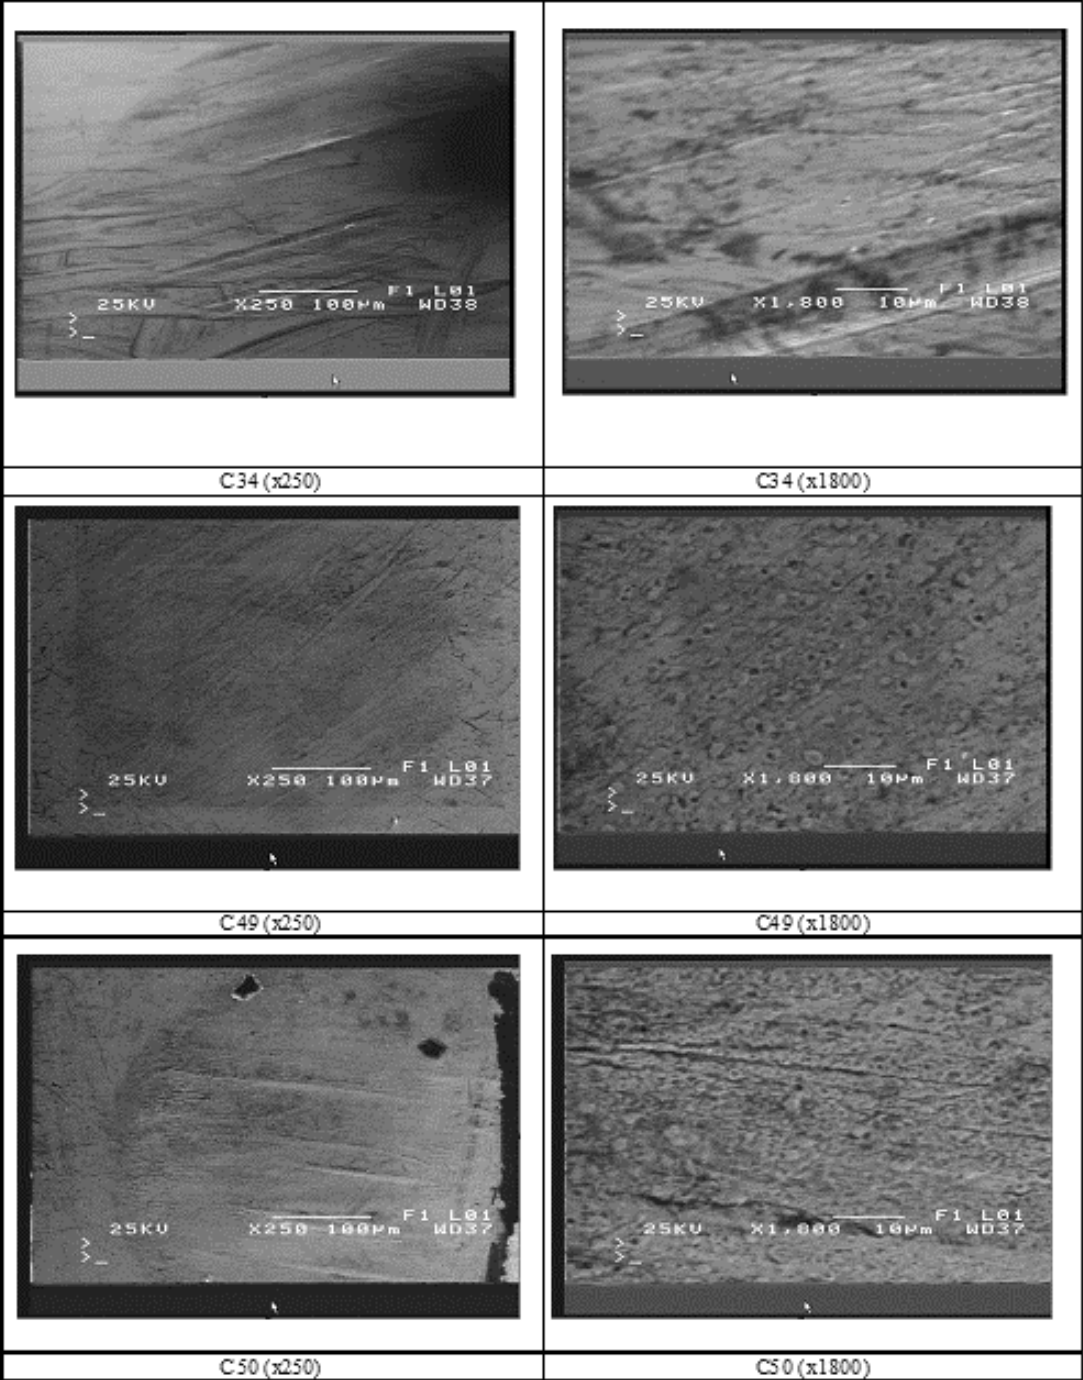 F1 L01
25KV X250 100µm WD38
>
>_
F1 L01
25KV X1,800 10µm WD38
>
>_
C34 (x250)
C34 (x1800)
F1 L01
25KV X250 100µm WD37
>
>_
F1 L01
25KV X1,800 10µm WD37
>
>_
C49 (x250)
C49 (x1800)
F1 L01
25KV X250 100µm WD37
>
>_
F1 L01
25KV X1,800 10µm WD37
>
>_
C50 (x250)
C50 (x1800)